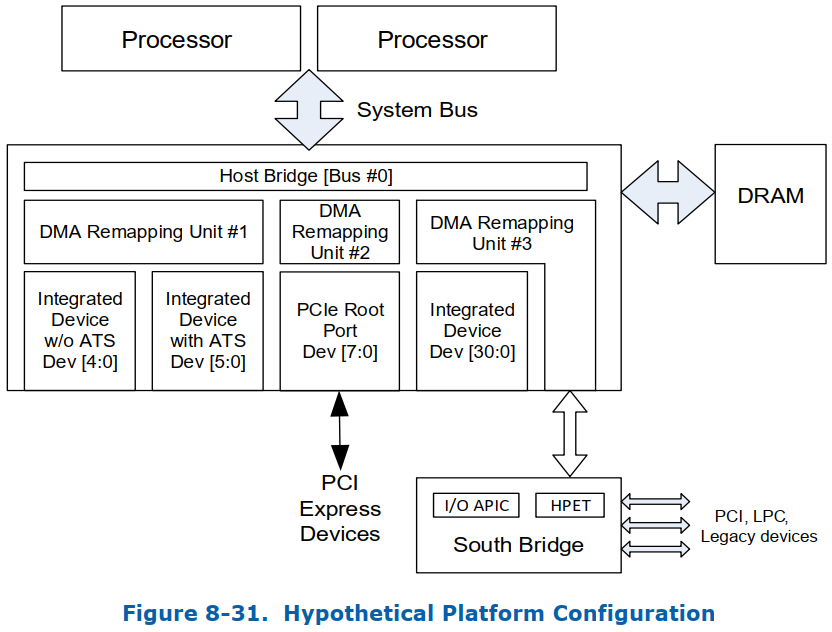 Processor
Processor
System Bus
Host Bridge [Bus #0]
DRAM
DMA Remapping Unit #1
DMA
Remapping
Unit #2
DMA Remapping
Unit #3
Integrated
Device
w/o ATS
Dev [4:0]
Integrated
Device
with ATS
Dev [5:0]
PCIe Root
Port
Dev [7:0]
Integrated
Device
Dev [30:0]
PCI
Express
Devices
I/O APIC
HPET
South Bridge
PCI, LPC,
Legacy devices
Figure 8-31. Hypothetical Platform Configuration